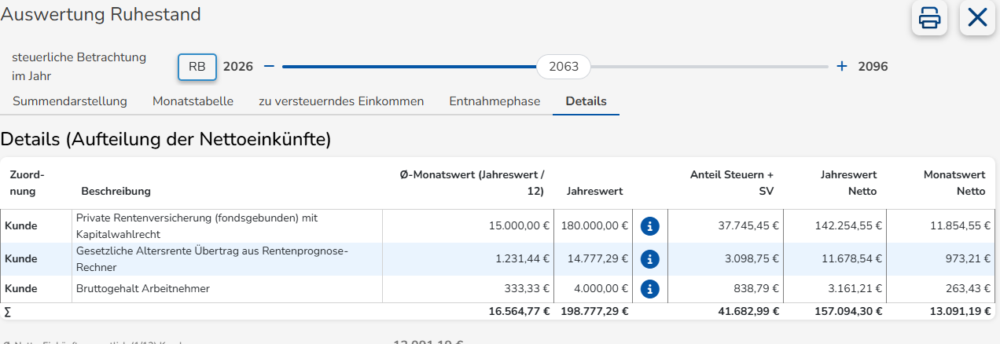 Auswertung Ruhestand
steuerliche Betrachtung
im Jahr
RB 2026 − 2063 + 2096
Summendarstellung Monatstabelle zu versteuerndes Einkommen Entnahmephase Details
Details (Aufteilung der Nettoeinkünfte)
Zuord-
nung
Beschreibung
Ø-Monatswert (Jahreswert /
12)
Jahreswert
Anteil Steuern +
SV
Jahreswert
Netto
Monatswert
Netto
Kunde
Private Rentenversicherung (fondsgebunden) mit
Kapitalwahlrecht
15.000,00 € 180.000,00 € i 37.745,45 € 142.254,55 € 11.854,55 €
Kunde
Gesetzliche Altersrente Übertrag aus Rentenprognose-
Rechner
1.231,44 € 14.777,29 € i 3.098,75 € 11.678,54 € 973,21 €
Kunde Bruttogehalt Arbeitnehmer 333,33 € 4.000,00 € i 838,79 € 3.161,21 € 263,43 €
∑ 16.564,77 € 198.777,29 € 41.682,99 € 157.094,30 € 13.091,19 €
13.091,19 €